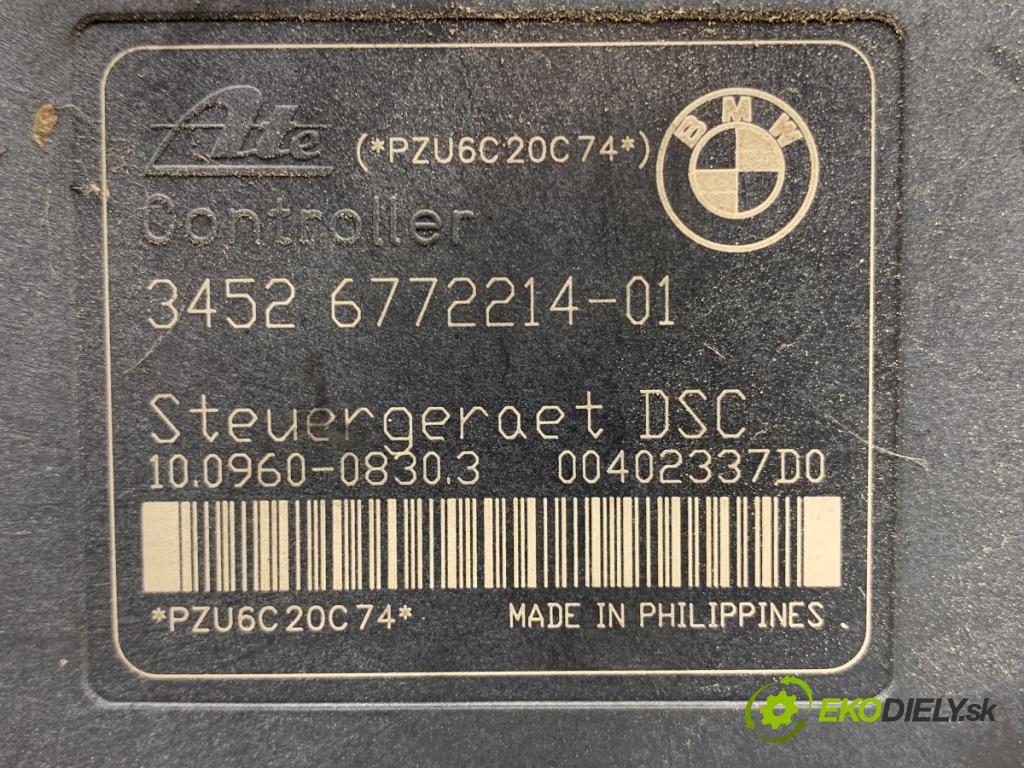 Ate (*PZU6C20C74*) BMW
Controller
3452 6772214-01
Steuergeraet DSC
10.0960-0830.3 00402337D0
*PZU6C20C74* MADE IN PHILIPPINES .
EKODIELY.sk